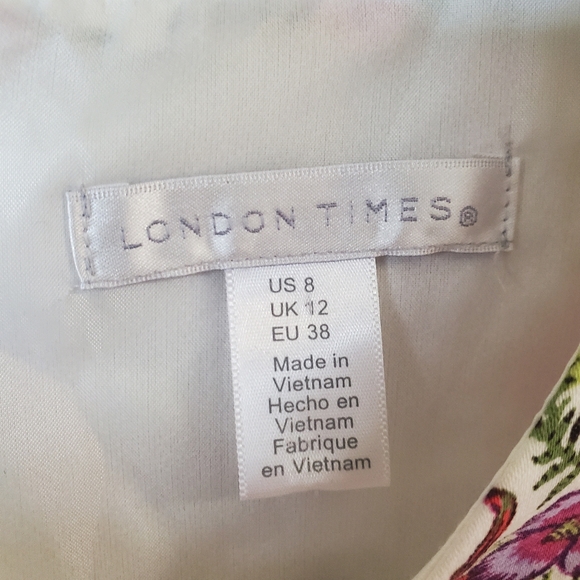 LONDON TIMES®
US 8
UK 12
EU 38
Made in
Vietnam
Hecho en
Vietnam
Fabrique
en Vietnam